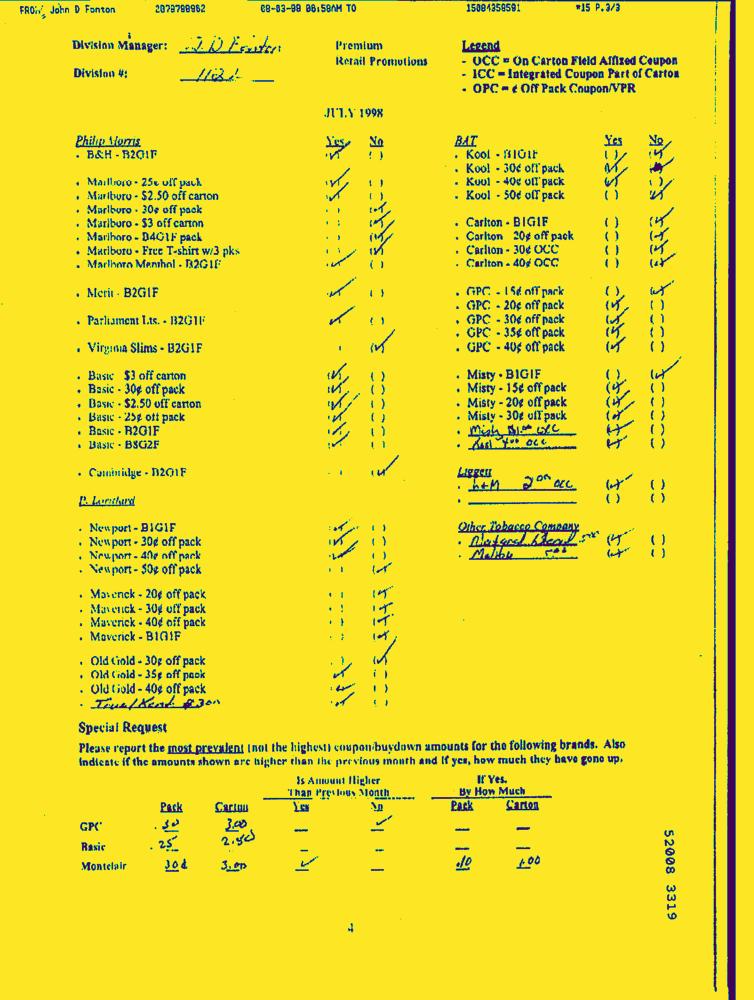 FROM John D Fonton 2079799962 08-03-98 08:58AM TO 15084358591 #15 P.3/3
Division Manager: J. D Fonton
Premium
Retail Promotions
Division #:
Legend
- OCC = On Carton Field Affixed Coupon
- ICC = Integrated Coupon Part of Carton
- OPC = ¢ Off Pack Coupon/VPR
JULY 1998
Philip Morris Yes No
• B&H - B2G1F
• Marlboro - 25¢ off pack
• Marlboro - $2.50 off carton
• Marlboro - 30¢ off pack
• Marlboro - $3 off carton
• Marlboro - B4G1F pack
• Marlboro - Free T-shirt w/3 pks
• Marlboro Menthol - B2G1F
• Merit - B2G1F
• Parliament Lts. - B2G1F
• Virginia Slims - B2G1F
• Basic $3 off carton
• Basic - 30¢ off pack
• Basic - $2.50 off carton
• Basic - 25¢ off pack
• Basic - B2G1F
• Basic - B8G2F
• Cambridge - B2G1F
P. Lorillard
• Newport - B1G1F
• Newport - 30¢ off pack
• Newport - 40¢ off pack
• Newport - 50¢ off pack
• Maverick - 20¢ off pack
• Maverick - 30¢ off pack
• Maverick - 40¢ off pack
• Maverick - B1G1F
• Old Gold - 30¢ off pack
• Old Gold - 35¢ off pack
• Old Gold - 40¢ off pack
• True/Kent $3.00
BAT Yes No
• Kool - B1G1F
• Kool - 30¢ off pack
• Kool - 40¢ off pack
• Kool - 50¢ off pack
• Carlton - B1G1F
• Carlton 20¢ off pack
• Carlton - 30¢ OCC
• Carlton - 40¢ OCC
• GPC - 15¢ off pack
• GPC - 20¢ off pack
• GPC - 30¢ off pack
• GPC - 35¢ off pack
• GPC - 40¢ off pack
• Misty - B1G1F
• Misty - 15¢ off pack
• Misty - 20¢ off pack
• Misty - 30¢ off pack
• Misty OCC
• Kool 4.00 OCC
Liggett
• L+M 2.00 OCC
Other Tobacco Company
• Natural Blend
• Malibu
Special Request
Please report the most prevalent (not the highest) coupon/buydown amounts for the following brands. Also
indicate if the amounts shown are higher than the previous month and if yes, how much they have gone up.
Is Amount Higher If Yes,
Than Previous Month By How Much
Pack Carton Yes No Pack Carton
GPC .30 3.00
Basic .25 2.50
Montclair 30¢ 3.00 .10 1.00
52008 3319
4